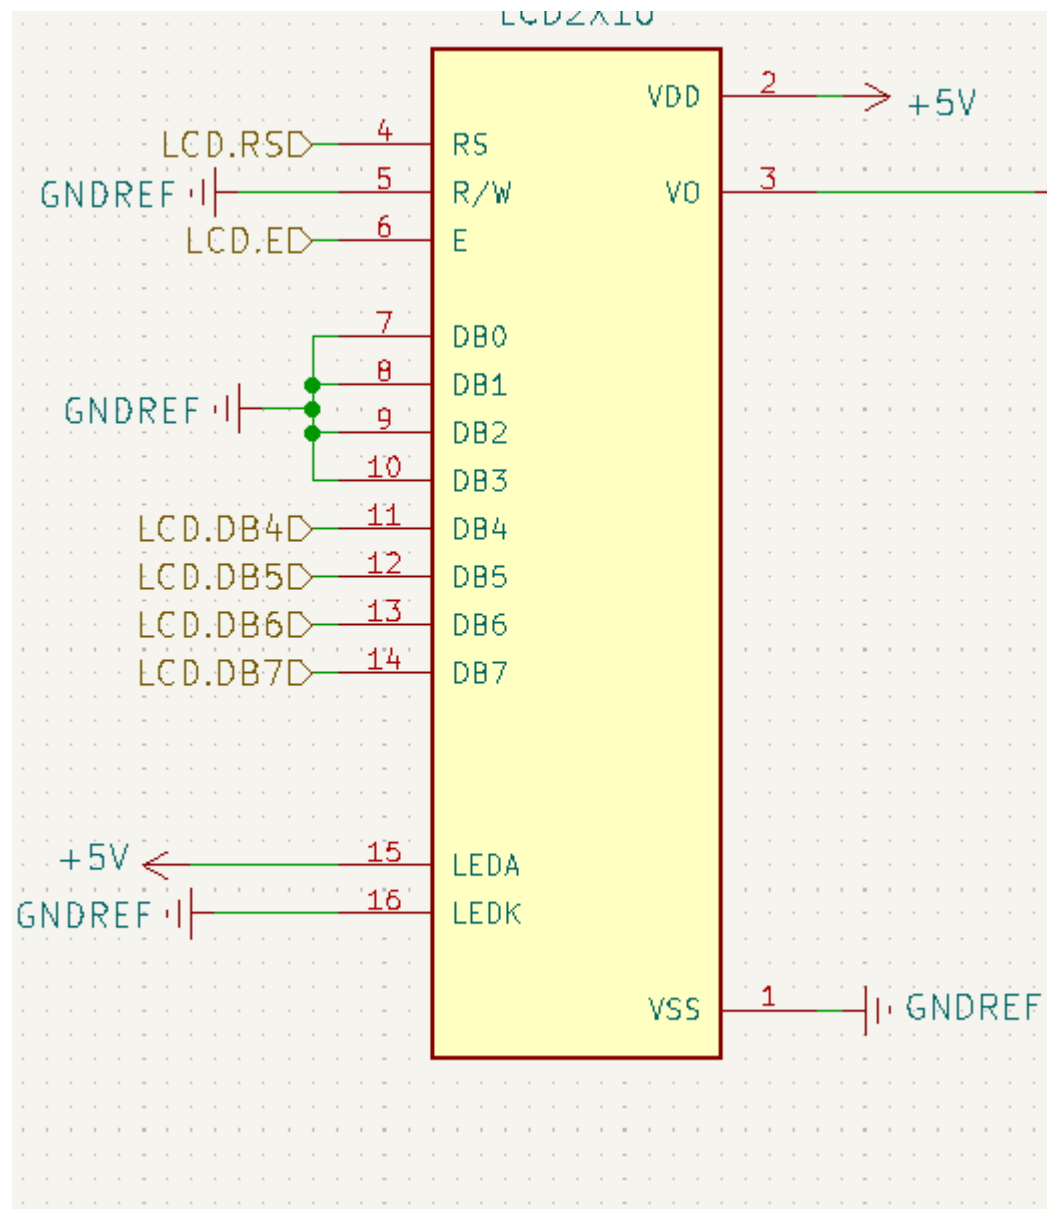 LCD2X16
VDD 2 +5V
LCD.RS 4 RS
GNDREF 5 R/W VO 3
LCD.E 6 E
7 DB0
8 DB1
GNDREF
9 DB2
10 DB3
LCD.DB4 11 DB4
LCD.DB5 12 DB5
LCD.DB6 13 DB6
LCD.DB7 14 DB7
+5V 15 LEDA
GNDREF 16 LEDK
VSS 1 GNDREF